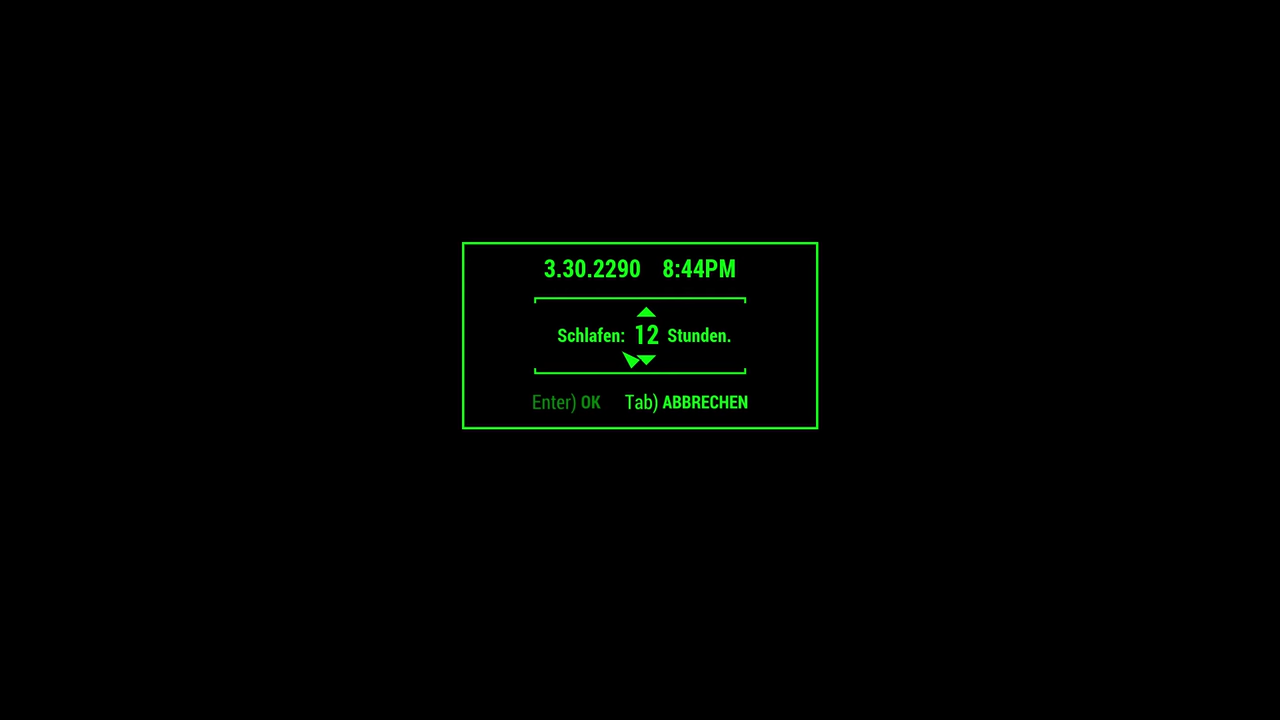 3.30.2290 8:44PM
Schlafen: 12 Stunden.
Enter) OK Tab) ABBRECHEN